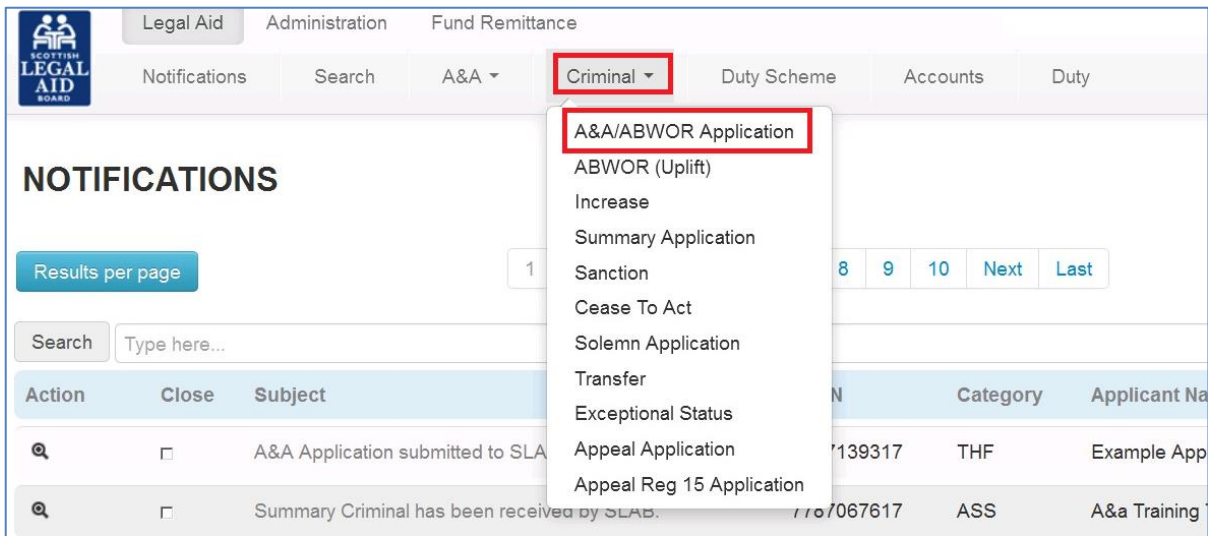 SCOTTISH
LEGAL
AID
BOARD
Legal Aid Administration Fund Remittance
Notifications Search A&A Criminal Duty Scheme Accounts Duty
A&A/ABWOR Application
ABWOR (Uplift)
Increase
Summary Application
Sanction
Cease To Act
Solemn Application
Transfer
Exceptional Status
Appeal Application
Appeal Reg 15 Application
NOTIFICATIONS
Results per page 1 8 9 10 Next Last
Search Type here...
Action Close Subject N Category Applicant Na
A&A Application submitted to SLA 7139317 THF Example App
Summary Criminal has been received by SLAB. 7787067617 ASS A&a Training